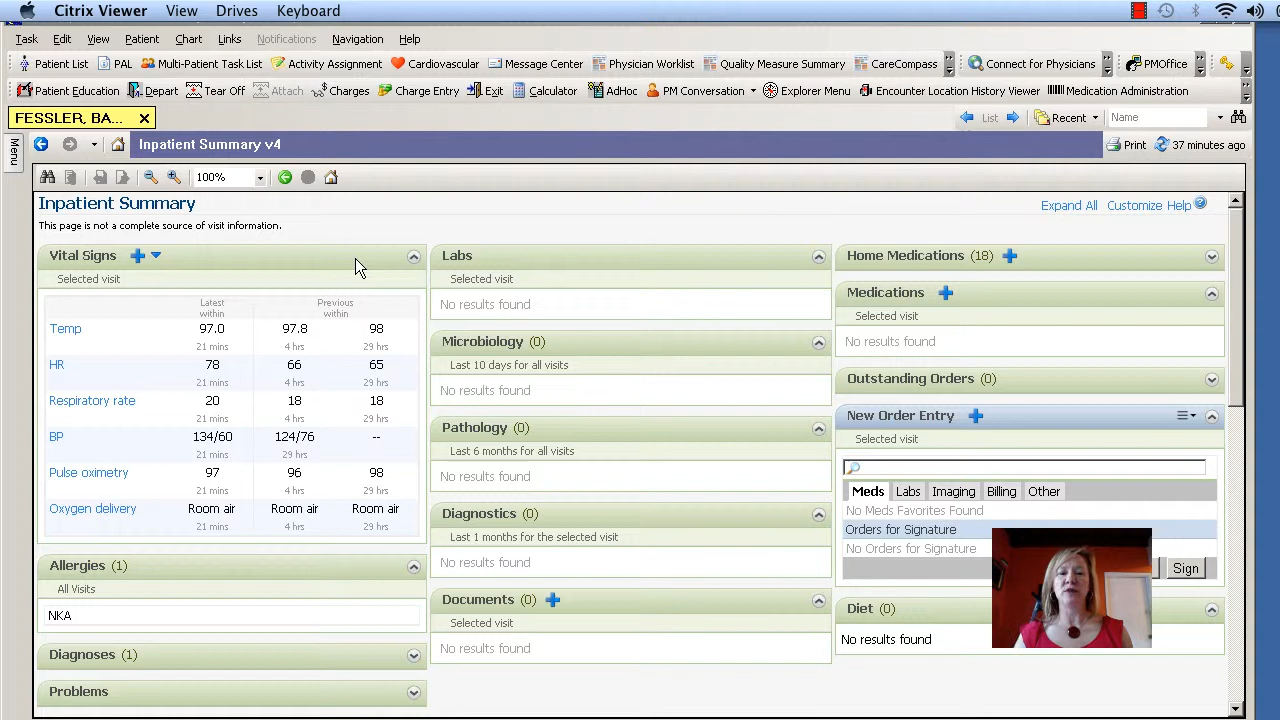 Citrix Viewer View Drives Keyboard
Task Edit View Patient Chart Links Notifications Navigation Help
Patient List PAL Multi-Patient Task List Activity Assignment Cardiovascular Message Center Physician Worklist Quality Measure Summary CareCompass Connect for Physicians PMOffice
Patient Education Depart Tear Off Attach Charges Charge Entry Exit Calculator AdHoc PM Conversation Explorer Menu Encounter Location History Viewer Medication Administration
FESSLER, BA... List Recent Name
Menu
Inpatient Summary v4 Print 37 minutes ago
100%
Inpatient Summary
Expand All Customize Help
This page is not a complete source of visit information.
Vital Signs
Selected visit
Latest Previous
within within
Temp 97.0 97.8 98
21 mins 4 hrs 29 hrs
HR 78 66 65
21 mins 4 hrs 29 hrs
Respiratory rate 20 18 18
21 mins 4 hrs 29 hrs
BP 134/60 124/76 --
21 mins 29 hrs
Pulse oximetry 97 96 98
21 mins 4 hrs 29 hrs
Oxygen delivery Room air Room air Room air
21 mins 4 hrs 29 hrs
Allergies (1)
All Visits
NKA
Diagnoses (1)
Problems
Labs
Selected visit
No results found
Microbiology (0)
Last 10 days for all visits
No results found
Pathology (0)
Last 6 months for all visits
No results found
Diagnostics (0)
Last 1 months for the selected visit
No results found
Documents (0)
Selected visit
No results found
Home Medications (18)
Medications
Selected visit
No results found
Outstanding Orders (0)
New Order Entry
Selected visit
Meds Labs Imaging Billing Other
No Meds Favorites Found
Orders for Signature
No Orders for Signature
Sign
Diet (0)
No results found